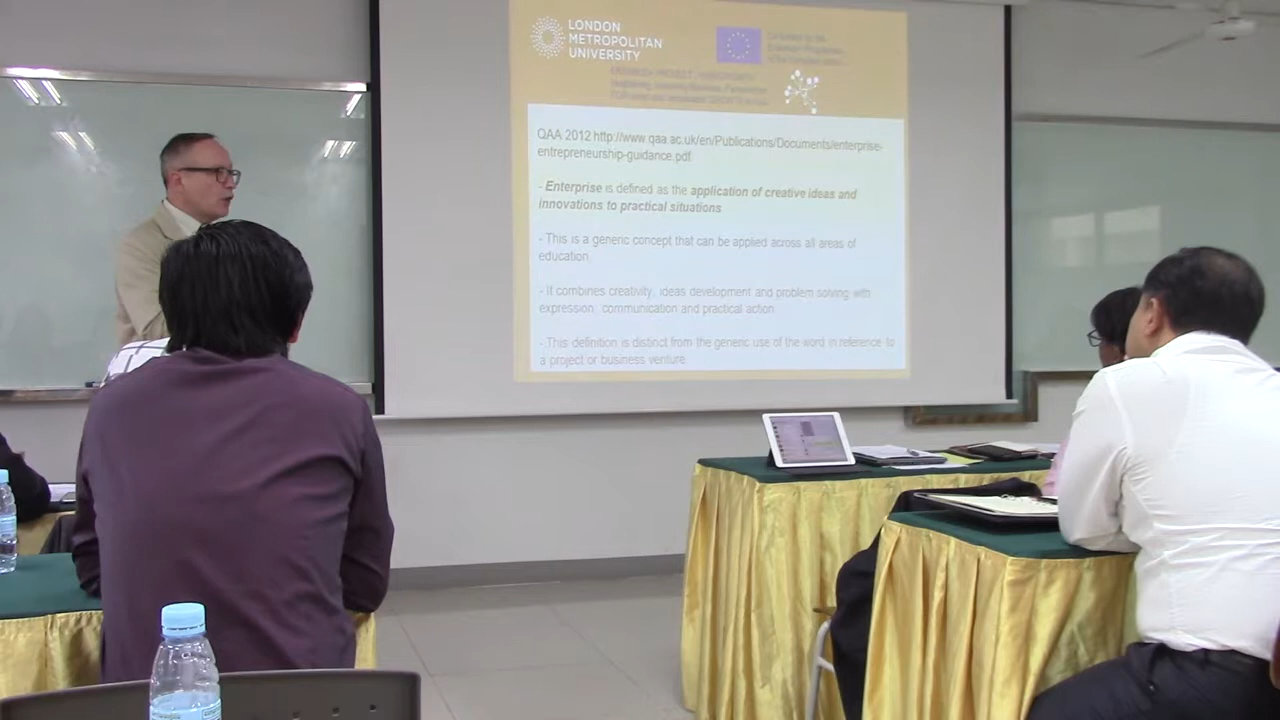 LONDON
METROPOLITAN
UNIVERSITY
QAA 2012 http://www.qaa.ac.uk/en/Publications/Documents/enterprise-
entrepreneurship-guidance.pdf.
- Enterprise is defined as the application of creative ideas and
innovations to practical situations.
- This is a generic concept that can be applied across all areas of
education.
- It combines creativity, ideas development and problem solving with
expression, communication and practical action.
- This definition is distinct from the generic use of the word in reference to
a project or business venture.